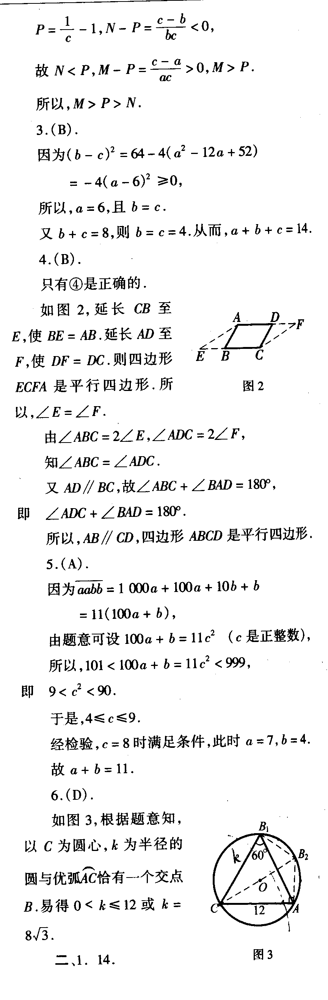 P = 1/c - 1, N - P = (c - b)/bc < 0,
故 N < P, M - P = (c - a)/ac > 0, M > P.
所以, M > P > N.
3.(B).
因为(b - c)² = 64 - 4(a² - 12a + 52)
= - 4(a - 6)² ≥ 0,
所以, a = 6, 且 b = c.
又 b + c = 8, 则 b = c = 4. 从而, a + b + c = 14.
4.(B).
只有④是正确的.
如图 2, 延长 CB 至
E, 使 BE = AB. 延长 AD 至
F, 使 DF = DC. 则四边形
ECFA 是平行四边形. 所
以, ∠E = ∠F.
A D F
E B C
图 2
由∠ABC = 2∠E, ∠ADC = 2∠F,
知∠ABC = ∠ADC.
又 AD∥BC, 故∠ABC + ∠BAD = 180°,
即 ∠ADC + ∠BAD = 180°.
所以, AB∥CD, 四边形 ABCD 是平行四边形.
5.(A).
因为 a̅a̅b̅b̅ = 1 000a + 100a + 10b + b
= 11(100a + b),
由题意可设 100a + b = 11c² (c 是正整数),
所以, 101 < 100a + b = 11c² < 999,
即 9 < c² < 90.
于是, 4 ≤ c ≤ 9.
经检验, c = 8 时满足条件, 此时 a = 7, b = 4.
故 a + b = 11.
6.(D).
如图 3, 根据题意知,
以 C 为圆心, k 为半径的
圆与优弧⌒AC恰有一个交点
B. 易得 0 < k ≤ 12 或 k =
8√3.
B₁
k 60° B₂
O
C 12 A
图 3
二、1. 14.